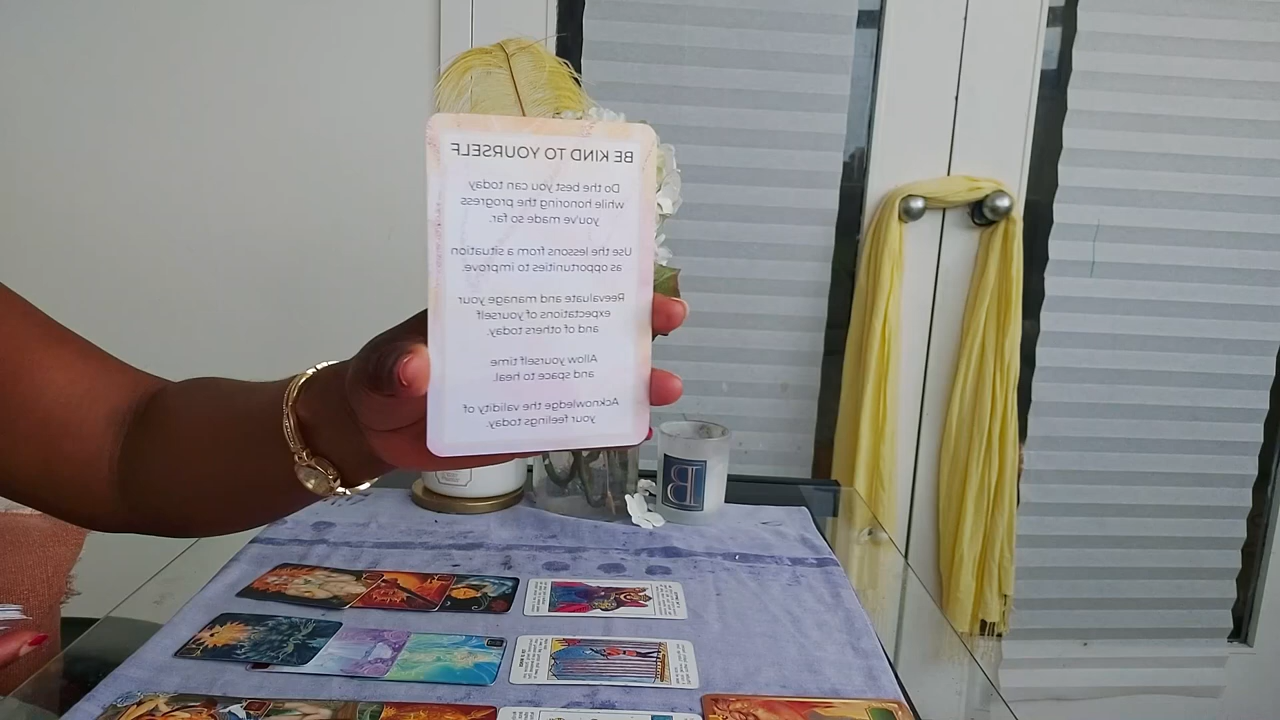 BE KIND TO YOURSELF
Do the best you can today
while honoring the progress
you've made so far.
Use the lessons from a situation
as opportunities to improve.
Reevaluate and manage your
expectations of yourself
and of others today.
Allow yourself time
and space to heal.
Acknowledge the validity of
your feelings today.
B